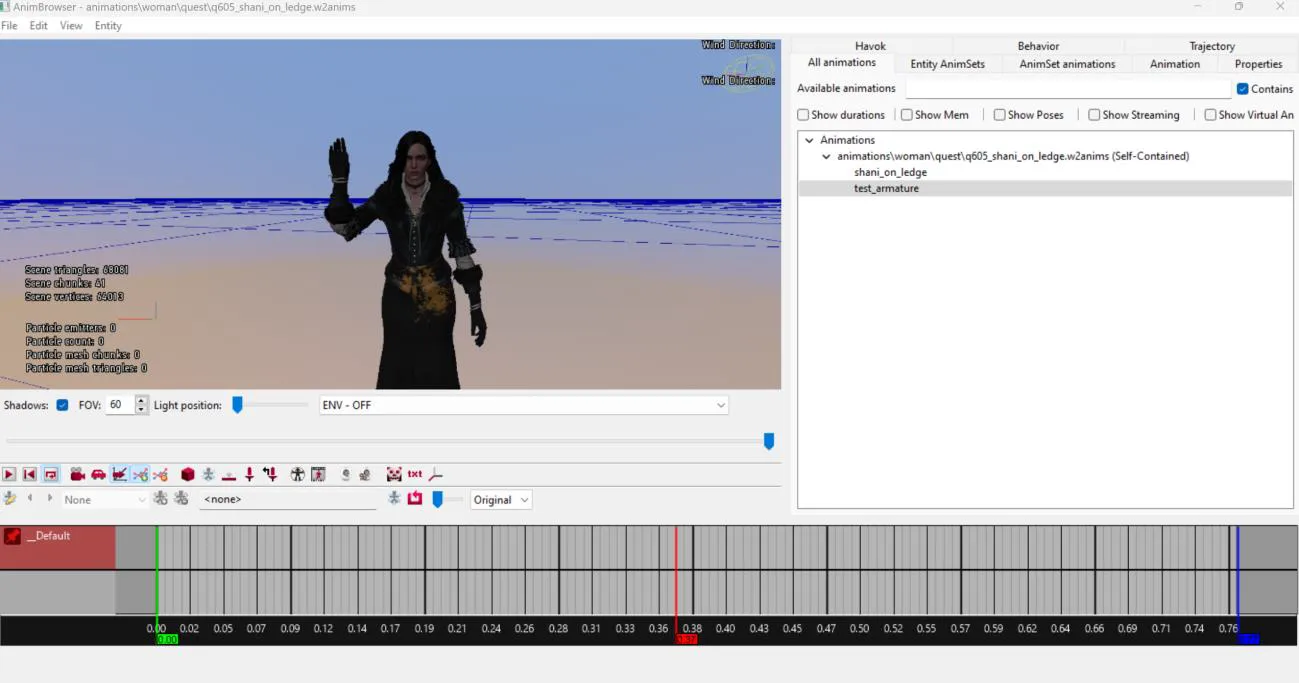 AnimBrowser - animations\woman\quest\q605_shani_on_ledge.w2anims
File Edit View Entity
Wind Direction:
Wind Direction:
Scene triangles: 68081
Scene chunks: 41
Scene vertices: 64013
Particle emitters: 0
Particle count: 0
Particle mesh chunks: 0
Particle mesh triangles: 0
Havok Behavior Trajectory
All animations Entity AnimSets AnimSet animations Animation Properties
Available animations Contains
Show durations Show Mem Show Poses Show Streaming Show Virtual An
Animations
animations\woman\quest\q605_shani_on_ledge.w2anims (Self-Contained)
shani_on_ledge
test_armature
Shadows: FOV: 60 Light position: ENV - OFF
txt
None <none> Original
__Default
0.00 0.02 0.05 0.07 0.09 0.12 0.14 0.17 0.19 0.21 0.24 0.26 0.28 0.31 0.33 0.36 0.38 0.40 0.43 0.45 0.47 0.50 0.52 0.55 0.57 0.59 0.62 0.64 0.66 0.69 0.71 0.74 0.76
0.00 0.37 0.77